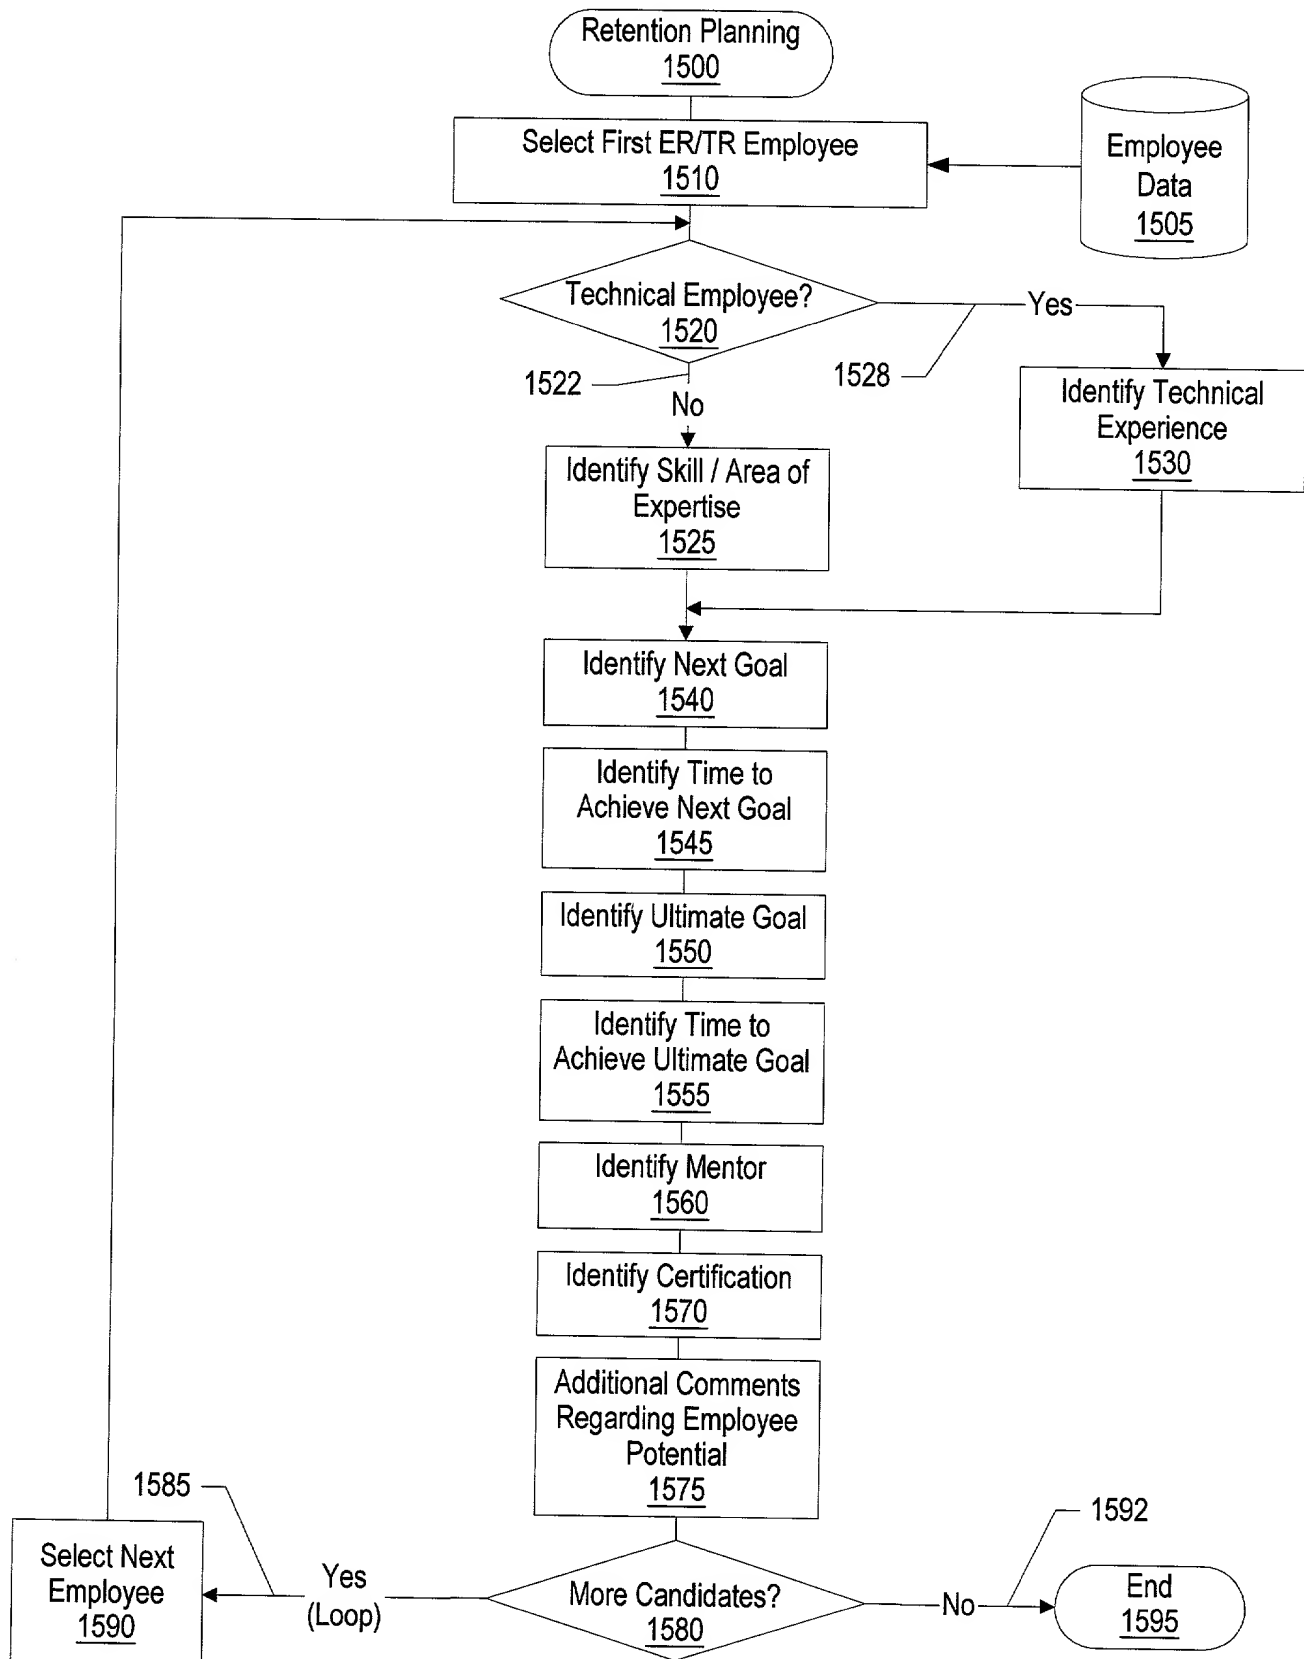 Retention Planning
1500
Select First ER/TR Employee
1510
Employee
Data
1505
Technical Employee?
1520
Yes
1528
1522
No
Identify Technical
Experience
1530
Identify Skill / Area of
Expertise
1525
Identify Next Goal
1540
Identify Time to
Achieve Next Goal
1545
Identify Ultimate Goal
1550
Identify Time to
Achieve Ultimate Goal
1555
Identify Mentor
1560
Identify Certification
1570
Additional Comments
Regarding Employee
Potential
1575
1585
1592
Select Next
Employee
1590
Yes
(Loop)
More Candidates?
1580
No
End
1595